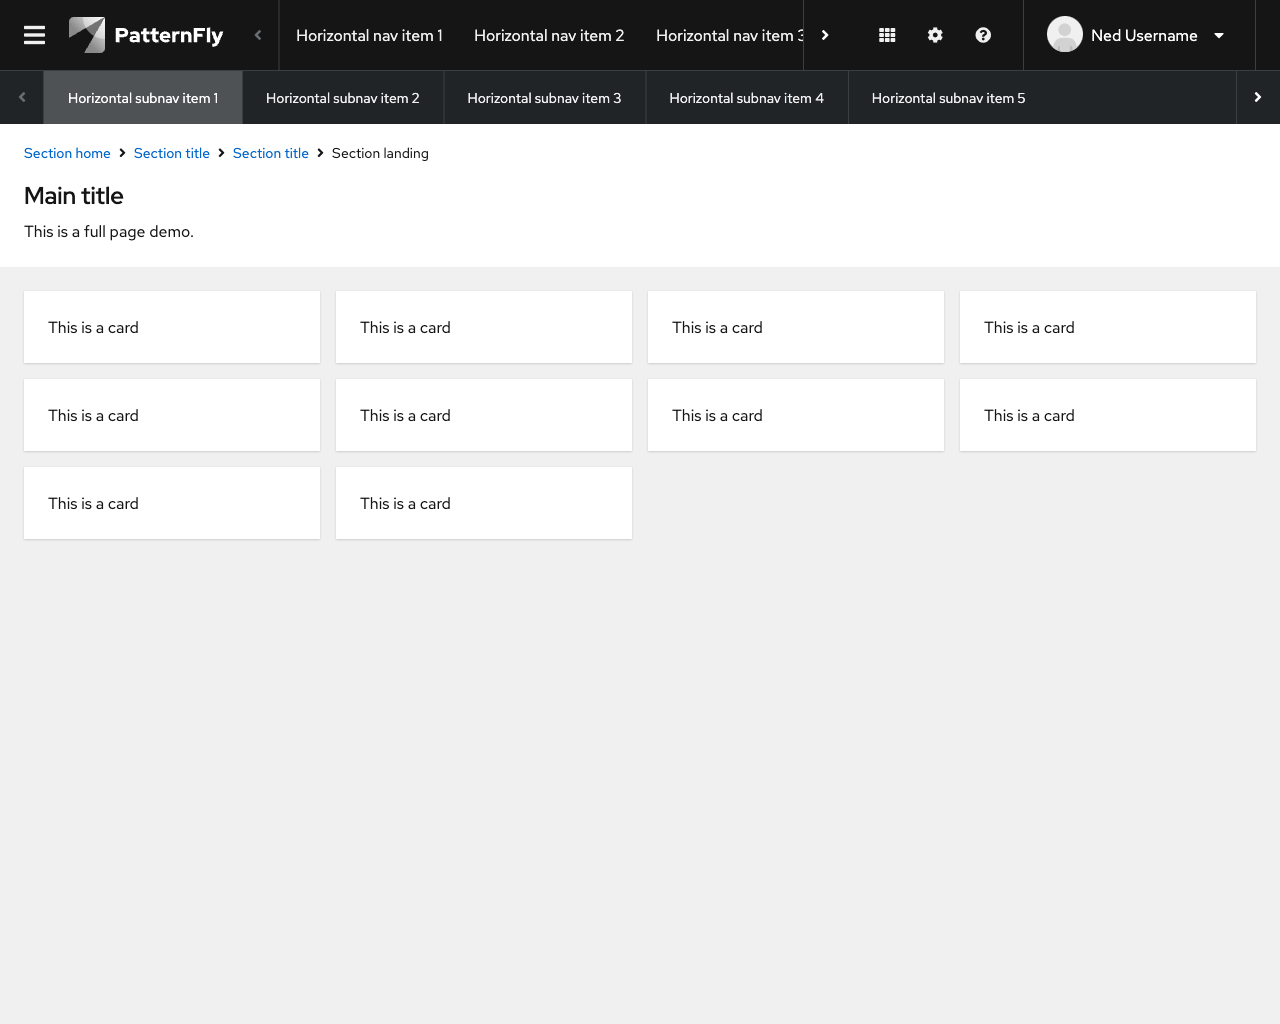 PatternFly Horizontal nav item 1 Horizontal nav item 2 Horizontal nav item 3 Ned Username
Horizontal subnav item 1 Horizontal subnav item 2 Horizontal subnav item 3 Horizontal subnav item 4 Horizontal subnav item 5
Section home Section title Section title Section landing
Main title
This is a full page demo.
This is a card This is a card This is a card This is a card
This is a card This is a card This is a card This is a card
This is a card This is a card